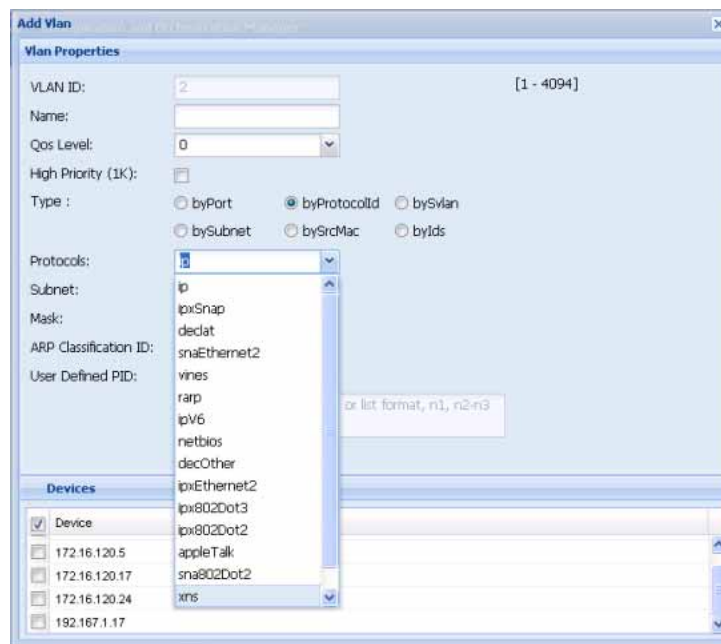 Add Vlan
Vlan Properties
VLAN ID: 2 [1 - 4094]
Name:
Qos Level: 0
High Priority (1K):
Type :
byPort byProtocolId bySvlan
bySubnet bySrcMac byIds
Protocols: ip
Subnet:
Mask:
ARP Classification ID:
User Defined PID:
ip
ipxSnap
declat
snaEthernet2
vines
rarp
ipV6
netbios
decOther
ipxEthernet2
ipx802Dot3
ipx802Dot2
appleTalk
sna802Dot2
xns
or list format, n1, n2-n3
Devices
Device
172.16.120.5
172.16.120.17
172.16.120.24
192.167.1.17